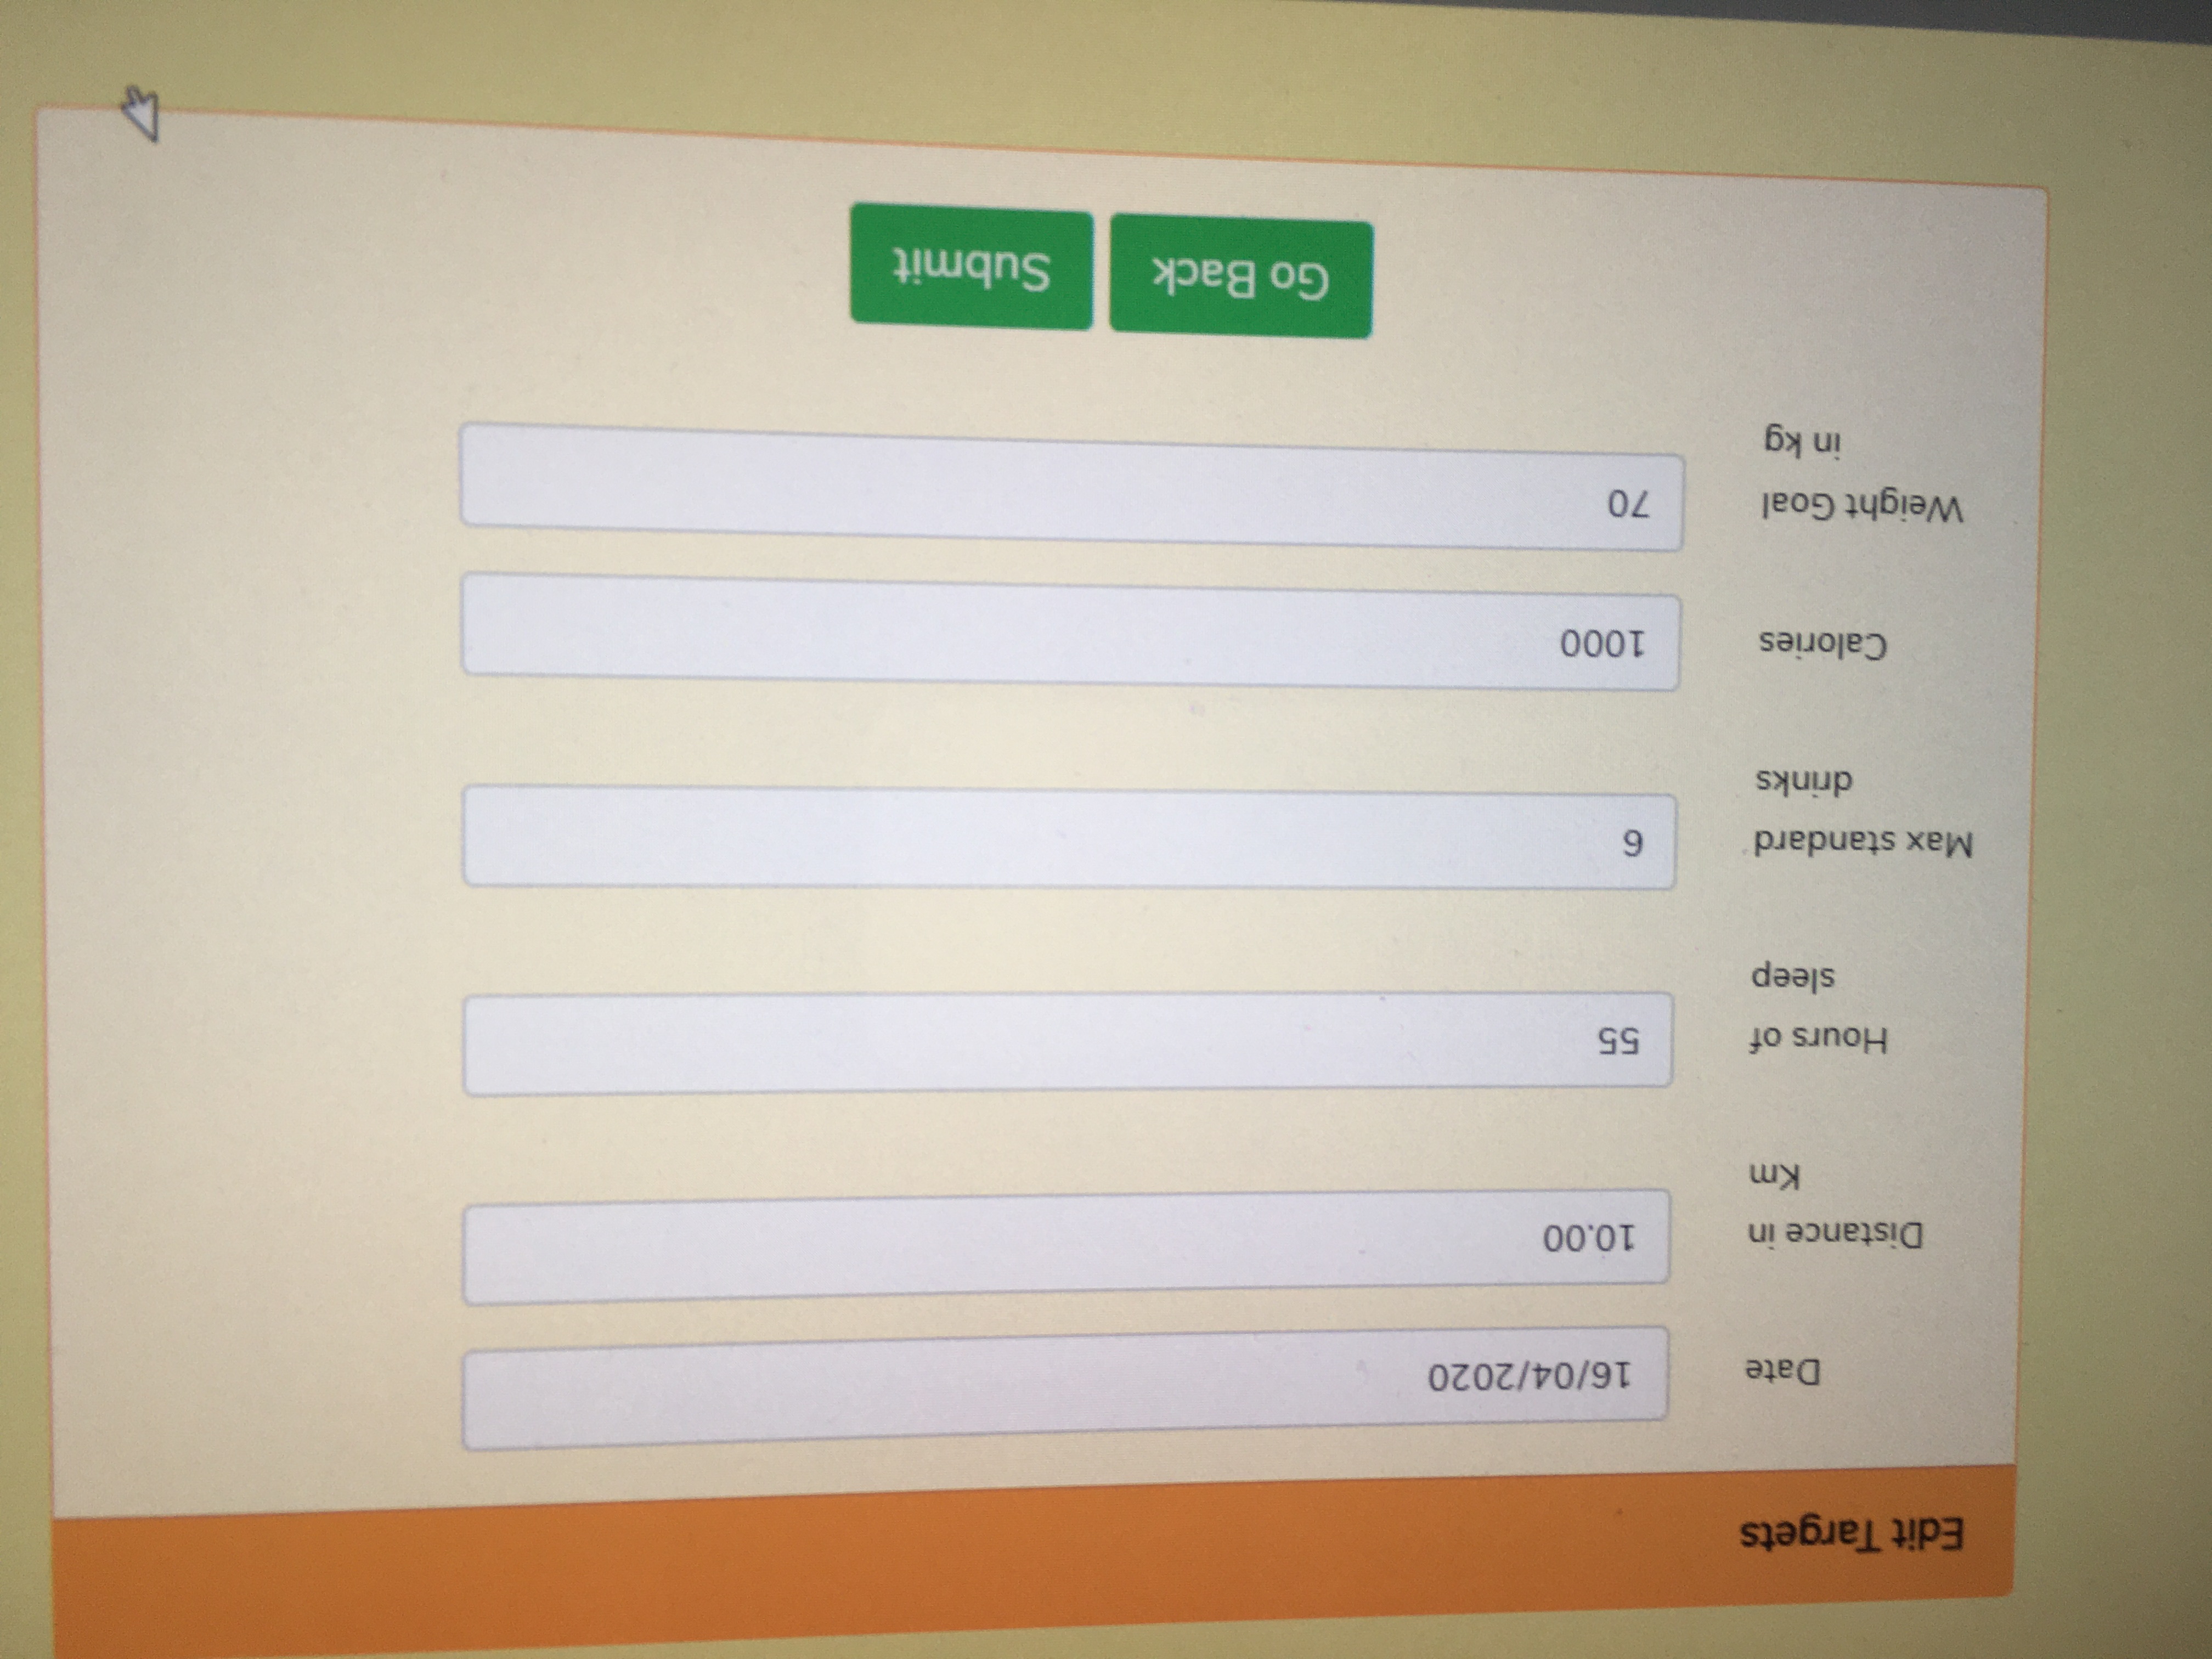 Edit Targets
Date
16/04/2020
Distance in
Km
10.00
Hours of
sleep
55
Max standard
drinks
6
Calories
1000
Weight Goal
in kg
70
Go Back
Submit